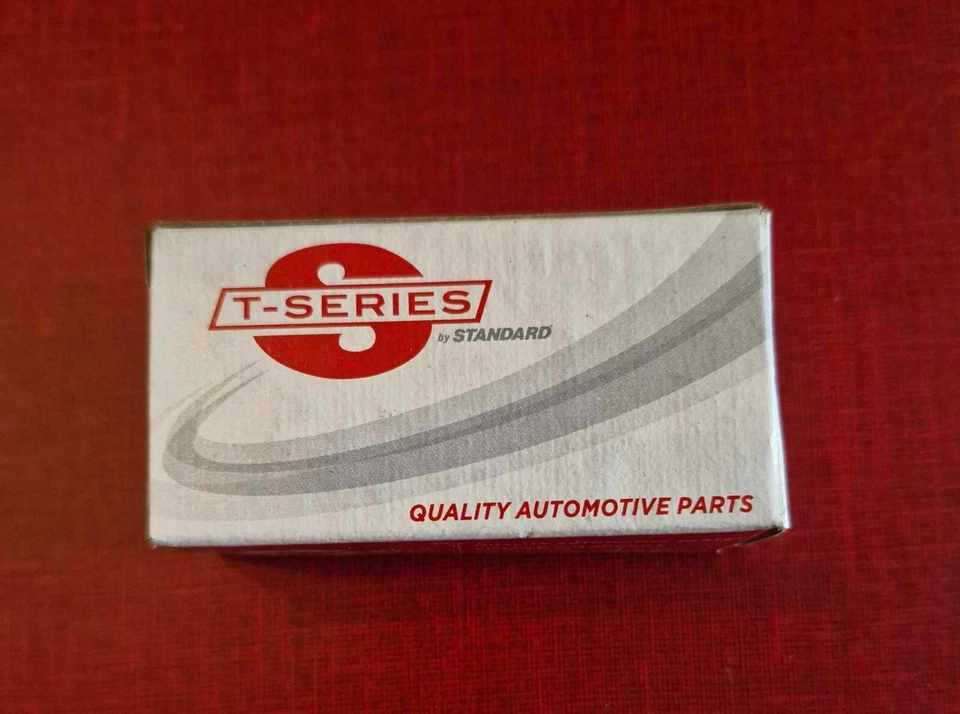 T-SERIES
by STANDARD
QUALITY AUTOMOTIVE PARTS